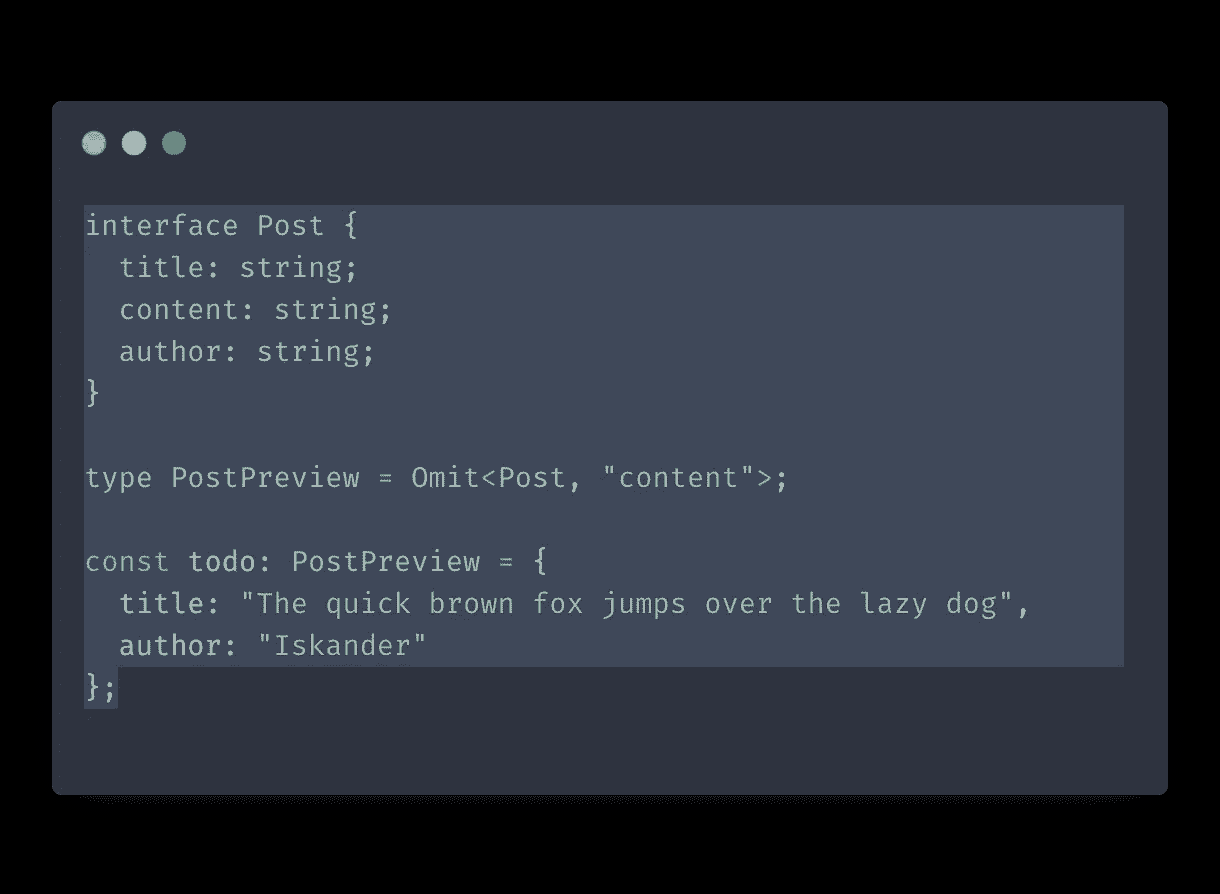 interface Post {
  title: string;
  content: string;
  author: string;
}

type PostPreview = Omit<Post, "content">;

const todo: PostPreview = {
  title: "The quick brown fox jumps over the lazy dog",
  author: "Iskander"
};